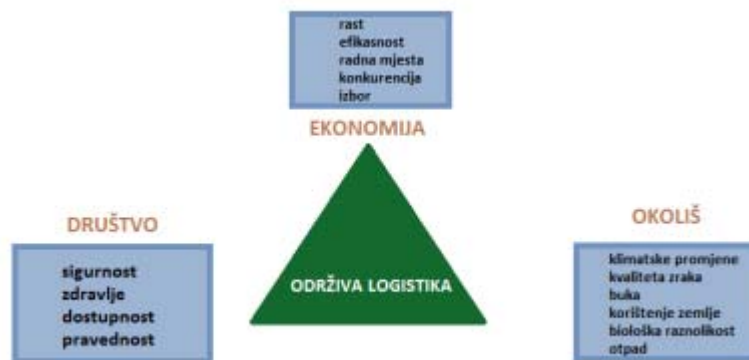 rast
efikasnost
radna mjesta
konkurencija
izbor
EKONOMIJA
DRUŠTVO
sigurnost
zdravlje
dostupnost
pravednost
ODRŽIVA LOGISTIKA
OKOLIŠ
klimatske promjene
kvaliteta zraka
buka
korištenje zemlje
biološka raznolikost
otpad